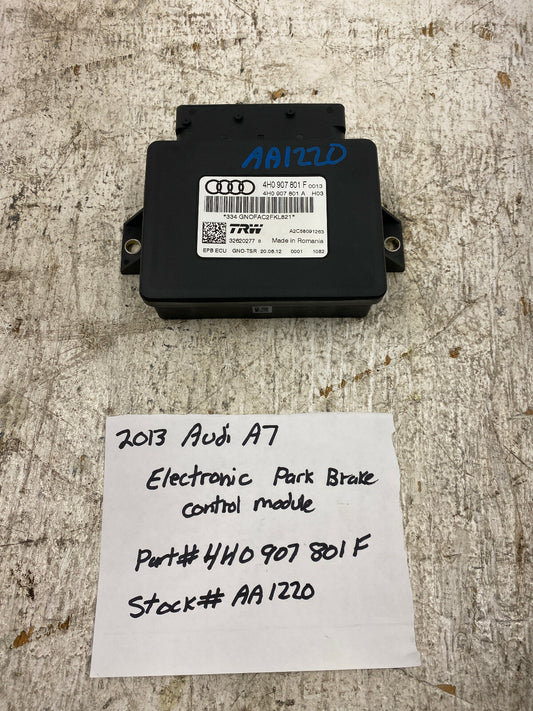 AA1220
4H0 907 801 F 0013
4H0 907 801 A H03
*334 GNOFAC2FKL821*
TRW A2C58091263
32620277 B Made in Romania
EPB ECU GNO-TSR 20.08.12 0001 1082
2013 Audi A7
Electronic Park Brake
control module
Part# 4H0 907 801 F
Stock# AA1220